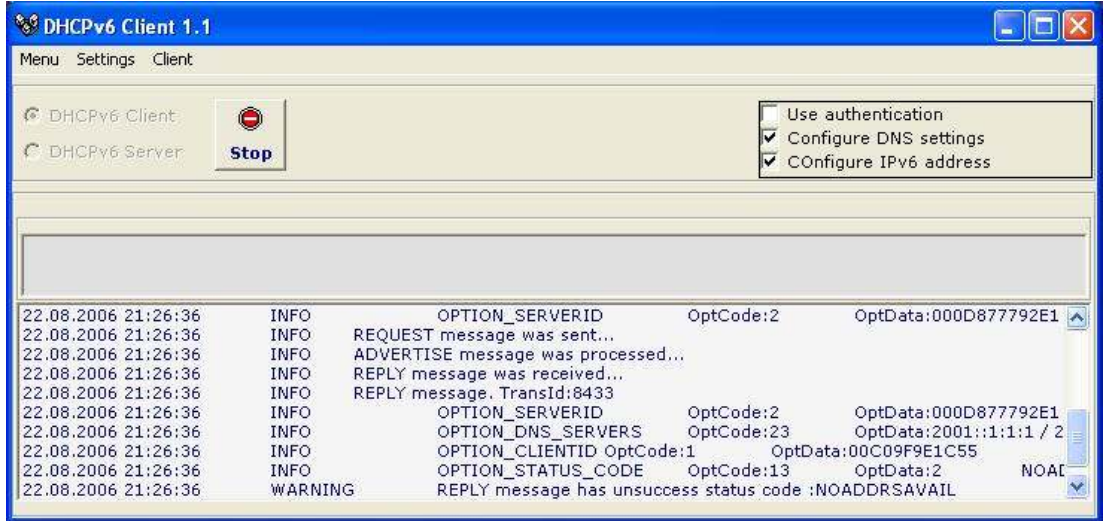 DHCPv6 Client 1.1
Menu Settings Client
DHCPv6 Client
DHCPv6 Server
Stop
Use authentication
Configure DNS settings
COnfigure IPv6 address
22.08.2006 21:26:36 INFO OPTION_SERVERID OptCode:2 OptData:000D877792E1
22.08.2006 21:26:36 INFO REQUEST message was sent...
22.08.2006 21:26:36 INFO ADVERTISE message was processed...
22.08.2006 21:26:36 INFO REPLY message was received...
22.08.2006 21:26:36 INFO REPLY message. TransId:8433
22.08.2006 21:26:36 INFO OPTION_SERVERID OptCode:2 OptData:000D877792E1
22.08.2006 21:26:36 INFO OPTION_DNS_SERVERS OptCode:23 OptData:2001::1:1:1 / 2
22.08.2006 21:26:36 INFO OPTION_CLIENTID OptCode:1 OptData:00C09F9E1C55
22.08.2006 21:26:36 INFO OPTION_STATUS_CODE OptCode:13 OptData:2
22.08.2006 21:26:36 WARNING REPLY message has unsuccess status code :NOADDRSAVAIL